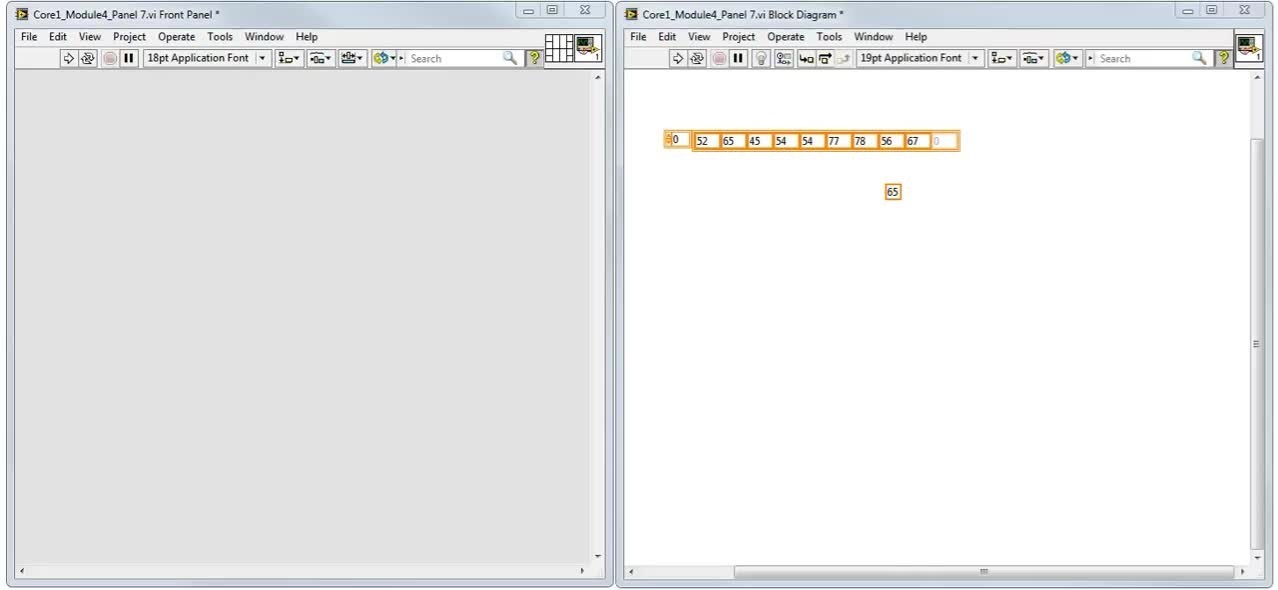 Core1_Module4_Panel 7.vi Front Panel *
File Edit View Project Operate Tools Window Help
18pt Application Font
Search
?
1
Core1_Module4_Panel 7.vi Block Diagram *
File Edit View Project Operate Tools Window Help
19pt Application Font
Search
?
1
0 52 65 45 54 54 77 78 56 67 0
65